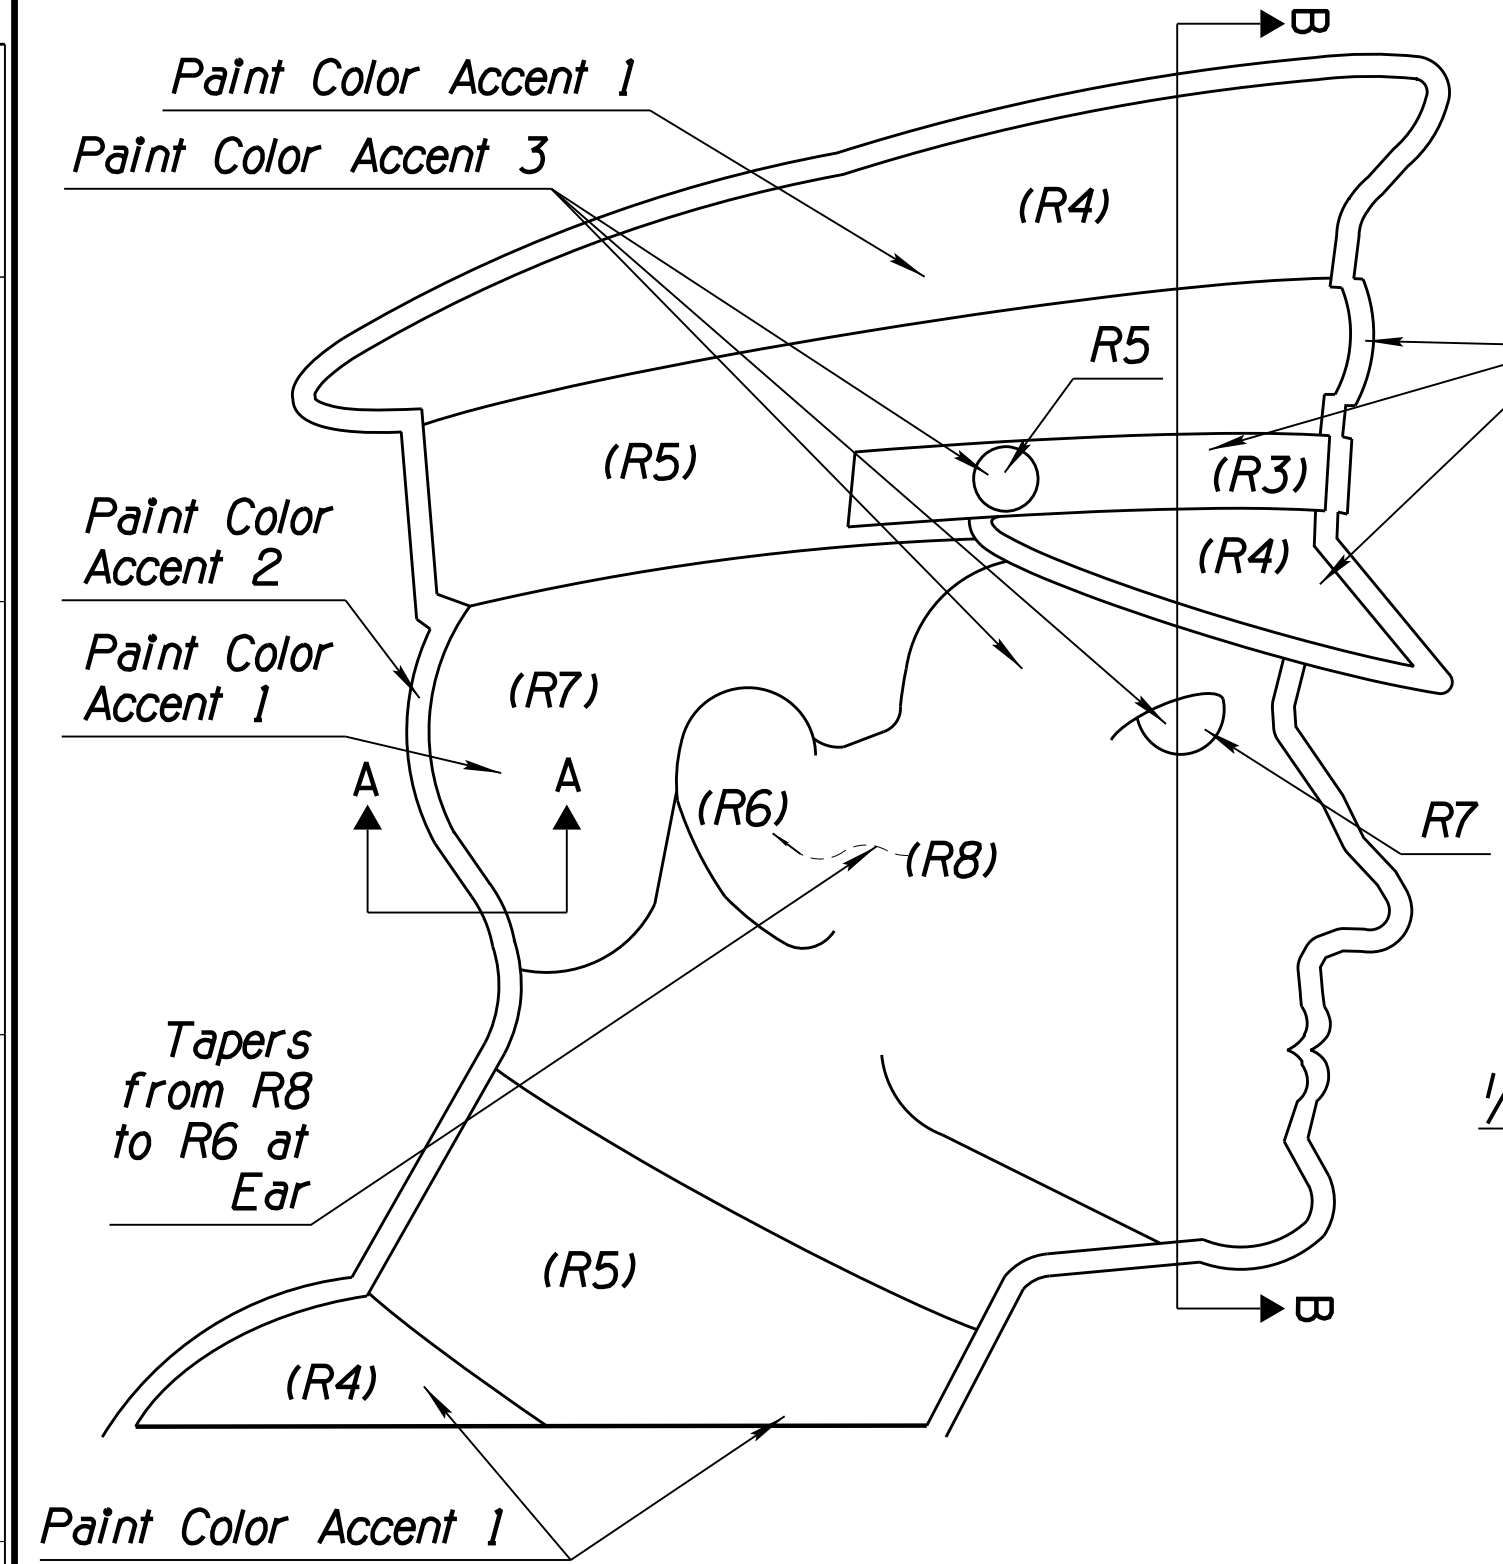 B
Paint Color Accent 1
Paint Color Accent 3
(R4)
R5
(R5)
(R3)
Paint Color
Accent 2
(R4)
Paint Color
Accent 1
(R7)
A
A
(R6)
R7
(R8)
Tapers
from R8
to R6 at
Ear
(R5)
B
(R4)
Paint Color Accent 1